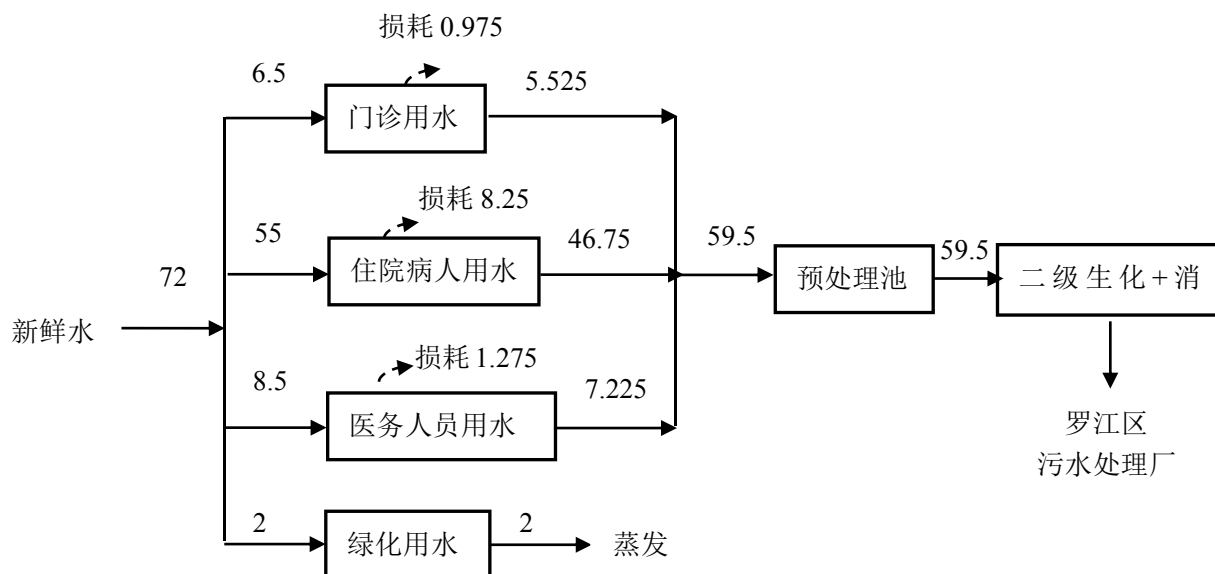 损耗 0.975
6.5
门诊用水
5.525
损耗 8.25
55
住院病人用水
46.75
59.5
预处理池
59.5
二级生化+消
72
新鲜水
损耗 1.275
8.5
医务人员用水
7.225
罗江区
污水处理厂
2
绿化用水
2
蒸发